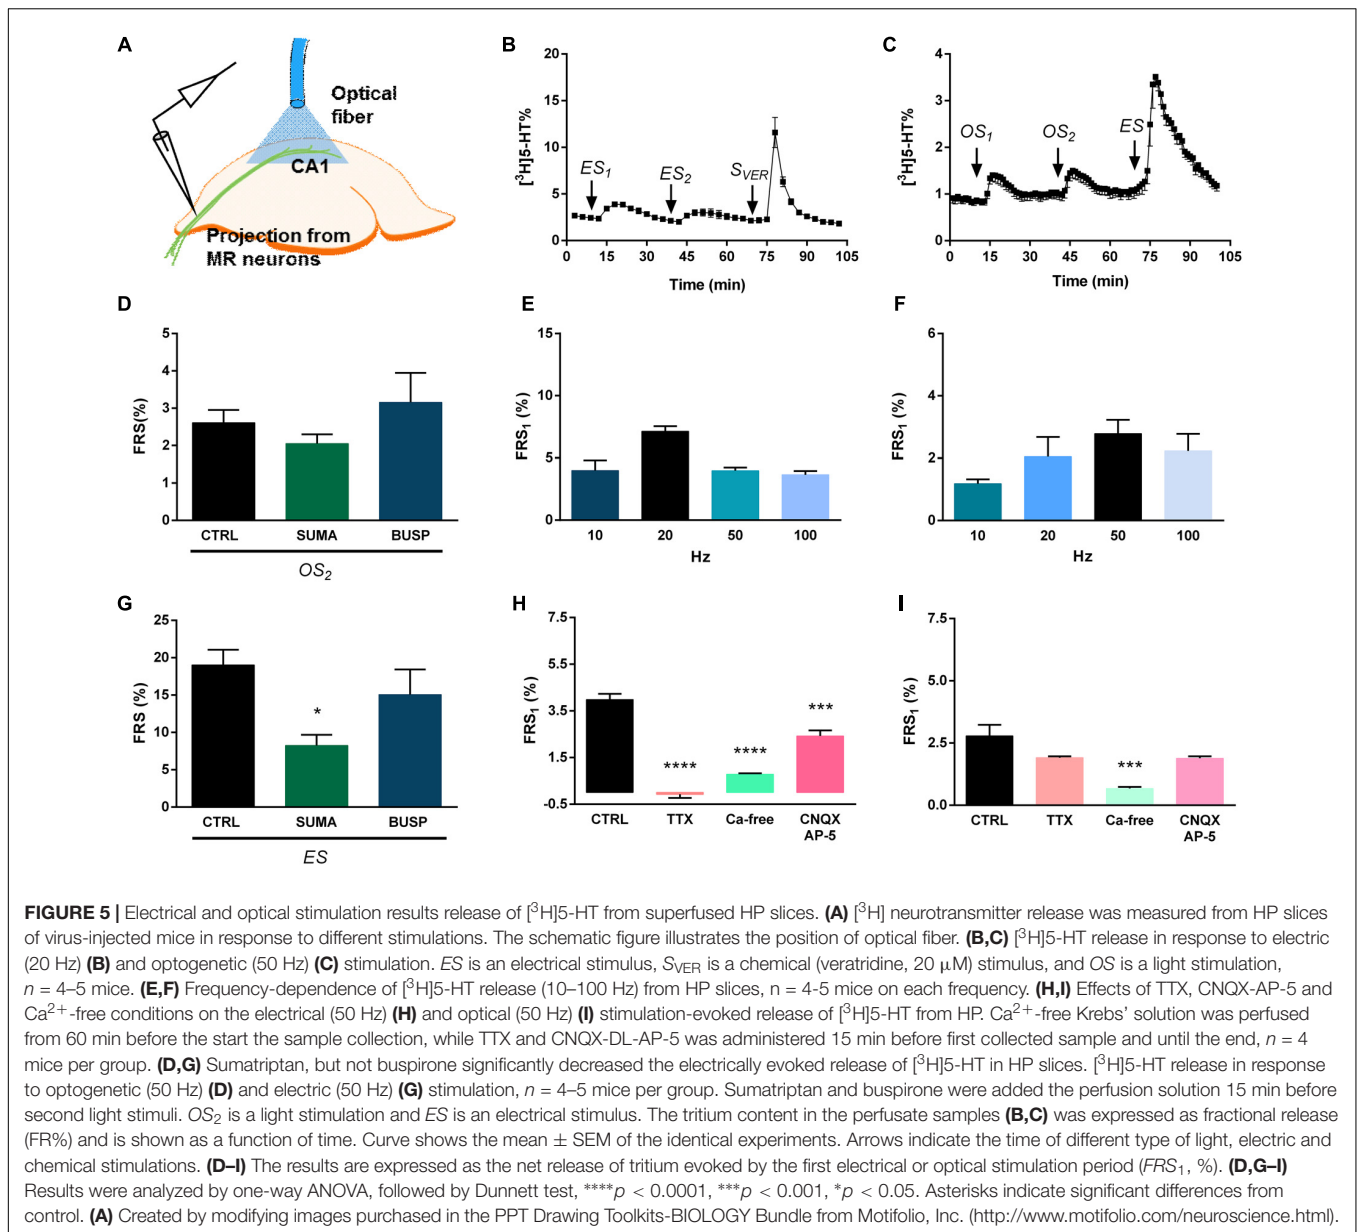 A
Optical
fiber
CA1
Projection from
MR neurons
B
20
15
10
5
0
[³H]5-HT%
ES₁
ES₂
S_VER
0 15 30 45 60 75 90 105
Time (min)
C
4
3
2
1
0
[³H]5-HT%
OS₁
OS₂
ES
0 15 30 45 60 75 90 105
Time (min)
D
5
4
3
2
1
0
FRS(%)
CTRL SUMA BUSP
OS₂
E
15
10
5
0
FRS₁ (%)
10 20 50 100
Hz
F
6
4
2
0
FRS₁ (%)
10 20 50 100
Hz
G
25
20
15
10
5
0
FRS (%)
*
CTRL SUMA BUSP
ES
H
7.5
5.5
3.5
1.5
-0.5
FRS₁ (%)
****
****
***
CTRL TTX Ca-free CNQX
AP-5
I
7.5
5.0
2.5
0.0
FRS₁ (%)
***
CTRL TTX Ca-free CNQX
AP-5
FIGURE 5 | Electrical and optical stimulation results release of [³H]5-HT from superfused HP slices. (A) [³H] neurotransmitter release was measured from HP slices
of virus-injected mice in response to different stimulations. The schematic figure illustrates the position of optical fiber. (B,C) [³H]5-HT release in response to electric
(20 Hz) (B) and optogenetic (50 Hz) (C) stimulation. ES is an electrical stimulus, S_VER is a chemical (veratridine, 20 μM) stimulus, and OS is a light stimulation,
n = 4–5 mice. (E,F) Frequency-dependence of [³H]5-HT release (10–100 Hz) from HP slices, n = 4-5 mice on each frequency. (H,I) Effects of TTX, CNQX-AP-5 and
Ca²⁺-free conditions on the electrical (50 Hz) (H) and optical (50 Hz) (I) stimulation-evoked release of [³H]5-HT from HP. Ca²⁺-free Krebs' solution was perfused
from 60 min before the start the sample collection, while TTX and CNQX-DL-AP-5 was administered 15 min before first collected sample and until the end, n = 4
mice per group. (D,G) Sumatriptan, but not buspirone significantly decreased the electrically evoked release of [³H]5-HT in HP slices. [³H]5-HT release in response
to optogenetic (50 Hz) (D) and electric (50 Hz) (G) stimulation, n = 4–5 mice per group. Sumatriptan and buspirone were added the perfusion solution 15 min before
second light stimuli. OS₂ is a light stimulation and ES is an electrical stimulus. The tritium content in the perfusate samples (B,C) was expressed as fractional release
(FR%) and is shown as a function of time. Curve shows the mean ± SEM of the identical experiments. Arrows indicate the time of different type of light, electric and
chemical stimulations. (D–I) The results are expressed as the net release of tritium evoked by the first electrical or optical stimulation period (FRS₁, %). (D,G–I)
Results were analyzed by one-way ANOVA, followed by Dunnett test, ****p < 0.0001, ***p < 0.001, *p < 0.05. Asterisks indicate significant differences from
control. (A) Created by modifying images purchased in the PPT Drawing Toolkits-BIOLOGY Bundle from Motifolio, Inc. (http://www.motifolio.com/neuroscience.html).